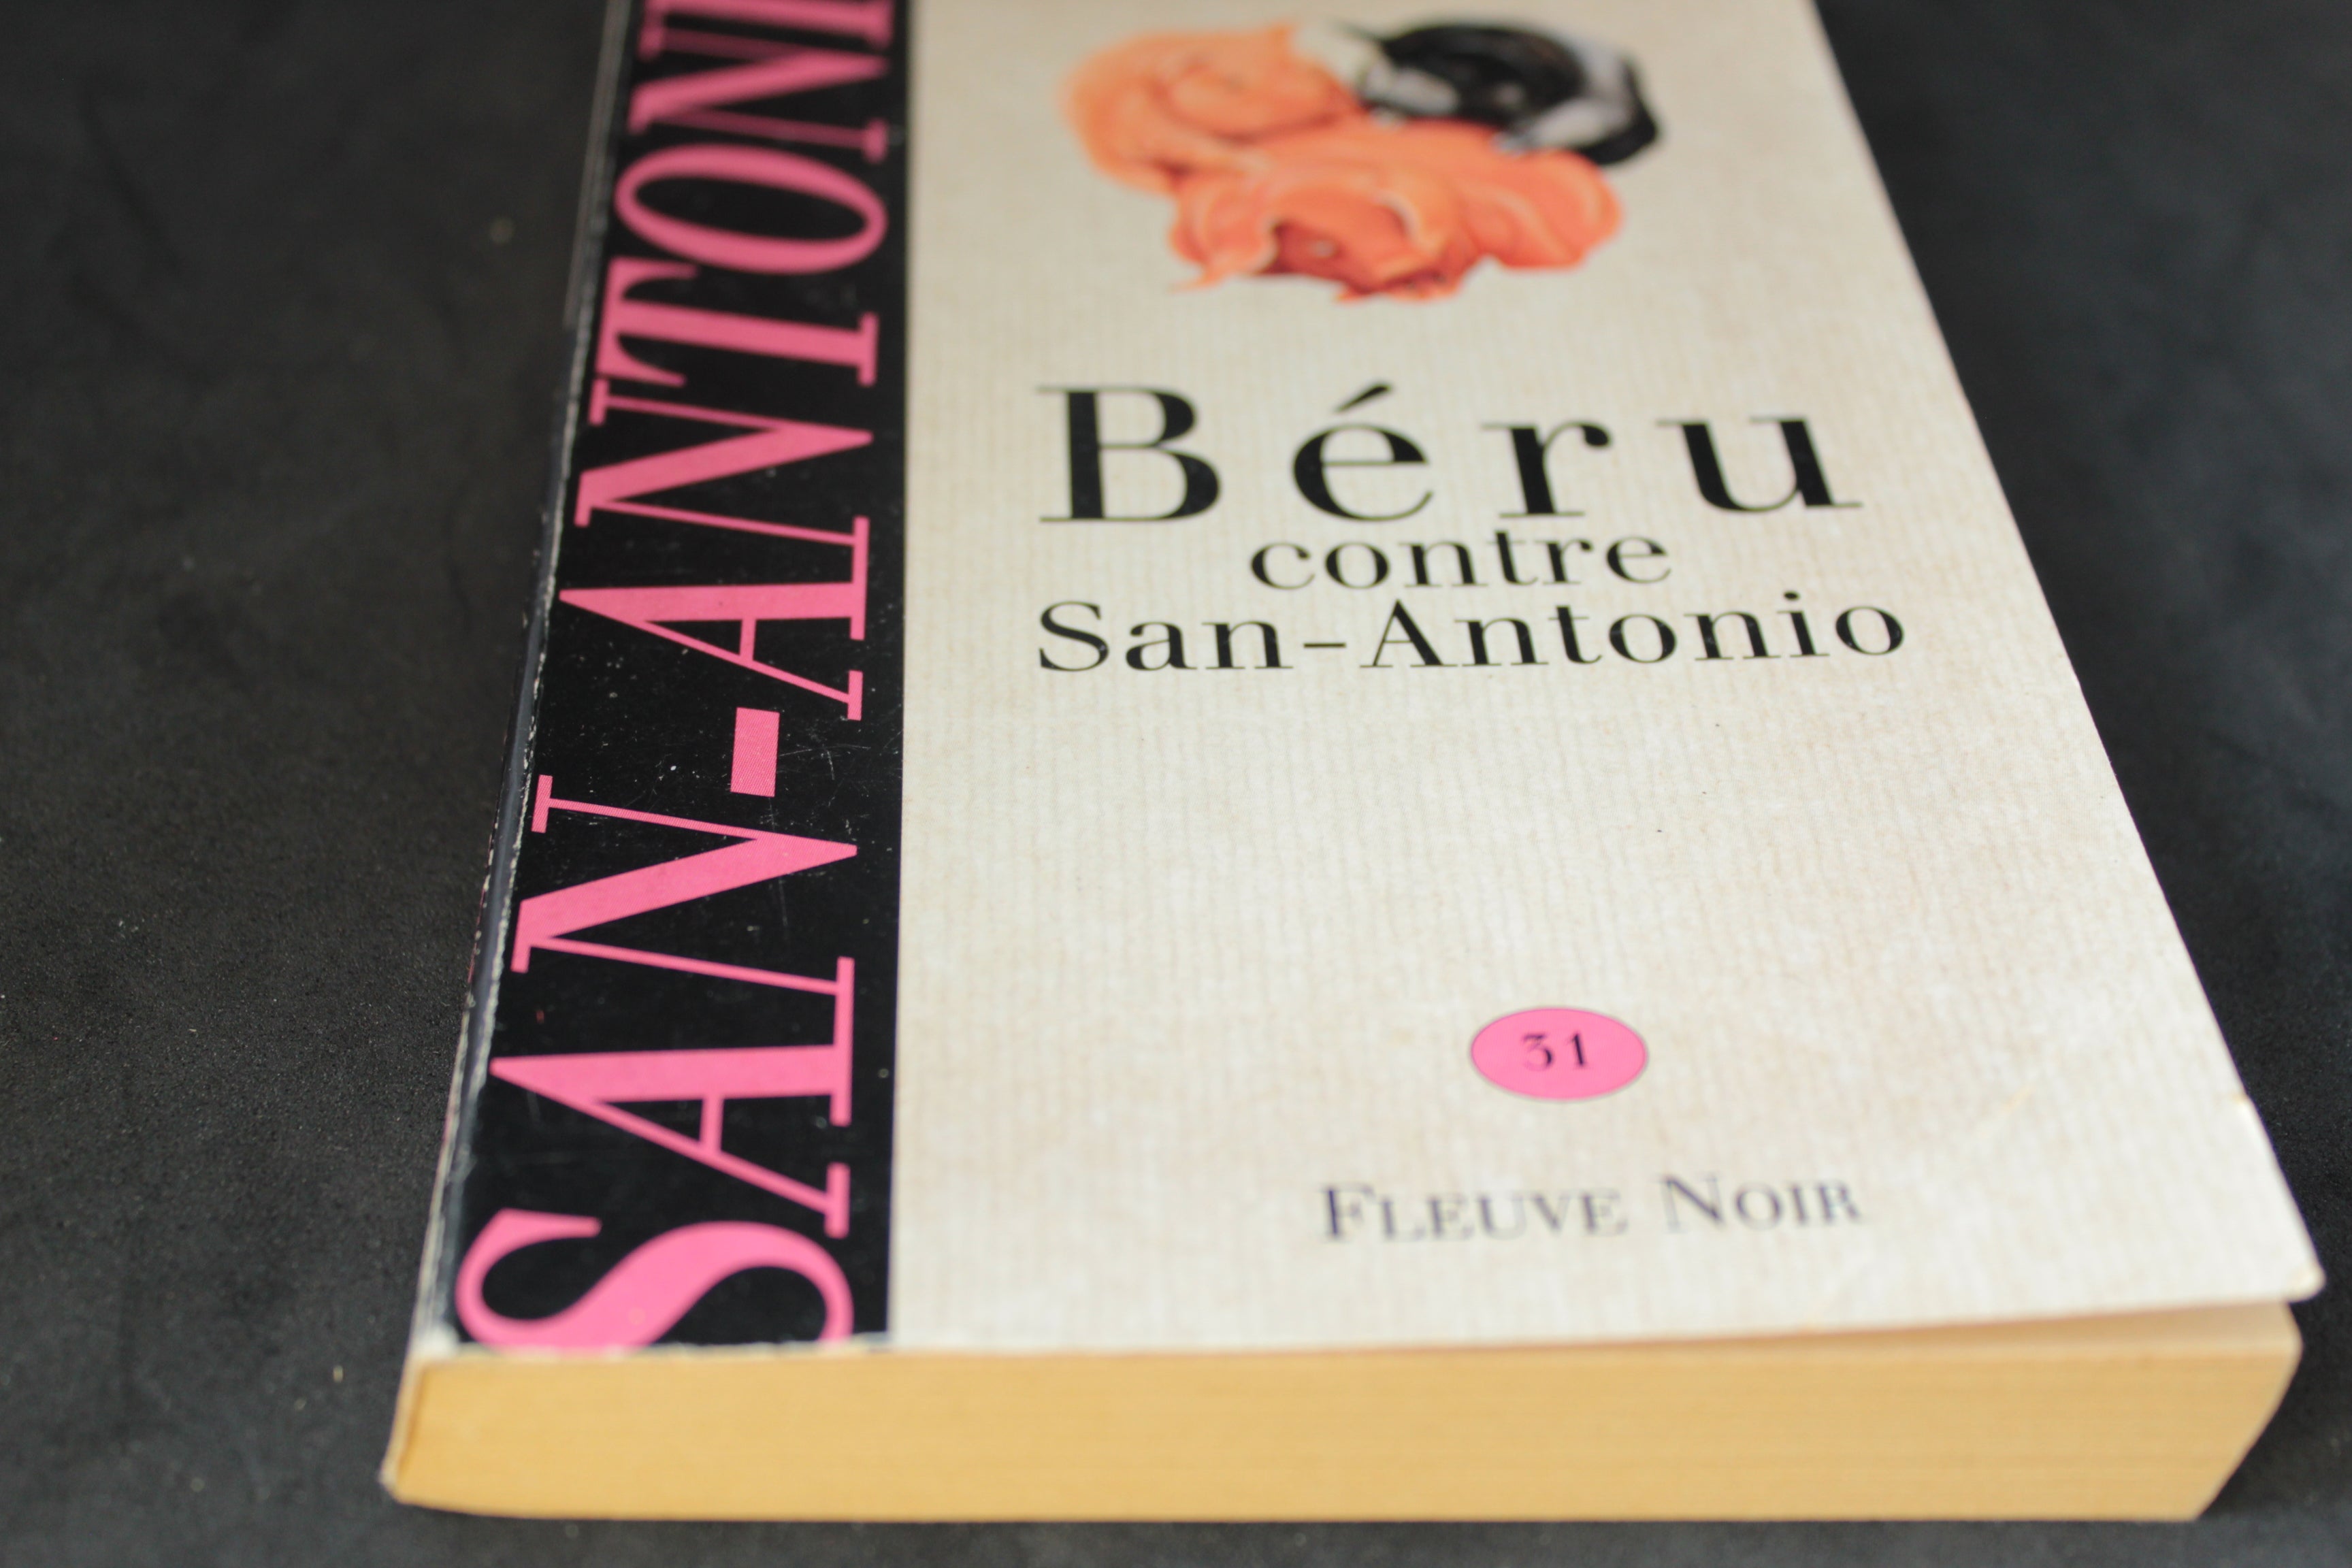 SAN-ANTONI
Béru
contre
San-Antonio
31
FLEUVE NOIR